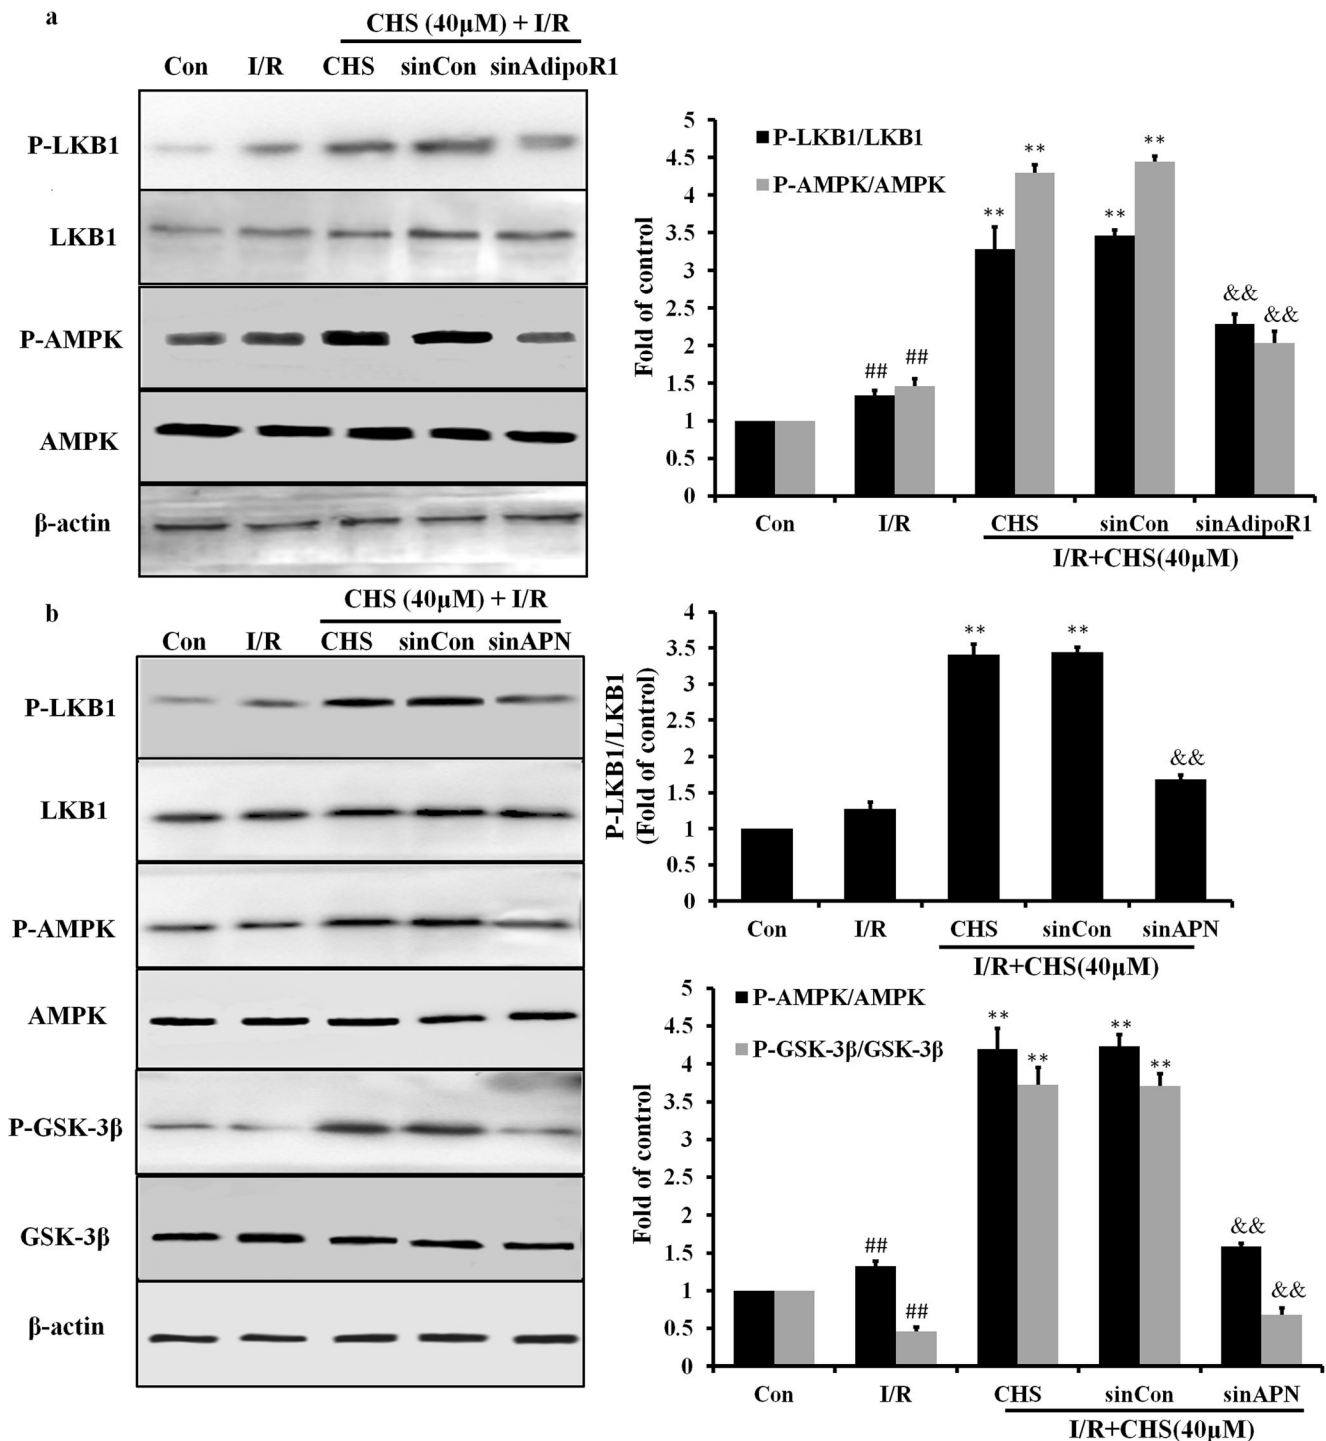 a
CHS (40μM) + I/R
Con I/R CHS sinCon sinAdipoR1
P-LKB1
LKB1
P-AMPK
AMPK
β-actin
P-LKB1/LKB1
P-AMPK/AMPK
Fold of control
5
4.5
4
3.5
3
2.5
2
1.5
1
0.5
0
** ** ** **
## ##
&& &&
Con I/R CHS sinCon sinAdipoR1
I/R+CHS(40μM)
b
CHS (40μM) + I/R
Con I/R CHS sinCon sinAPN
P-LKB1
LKB1
P-AMPK
AMPK
P-GSK-3β
GSK-3β
β-actin
P-LKB1/LKB1
(Fold of control)
4
3.5
3
2.5
2
1.5
1
0.5
0
** **
&&
Con I/R CHS sinCon sinAPN
I/R+CHS(40μM)
P-AMPK/AMPK
P-GSK-3β/GSK-3β
Fold of control
5
4.5
4
3.5
3
2.5
2
1.5
1
0.5
0
** ** ** **
## ##
&& &&
Con I/R CHS sinCon sinAPN
I/R+CHS(40μM)